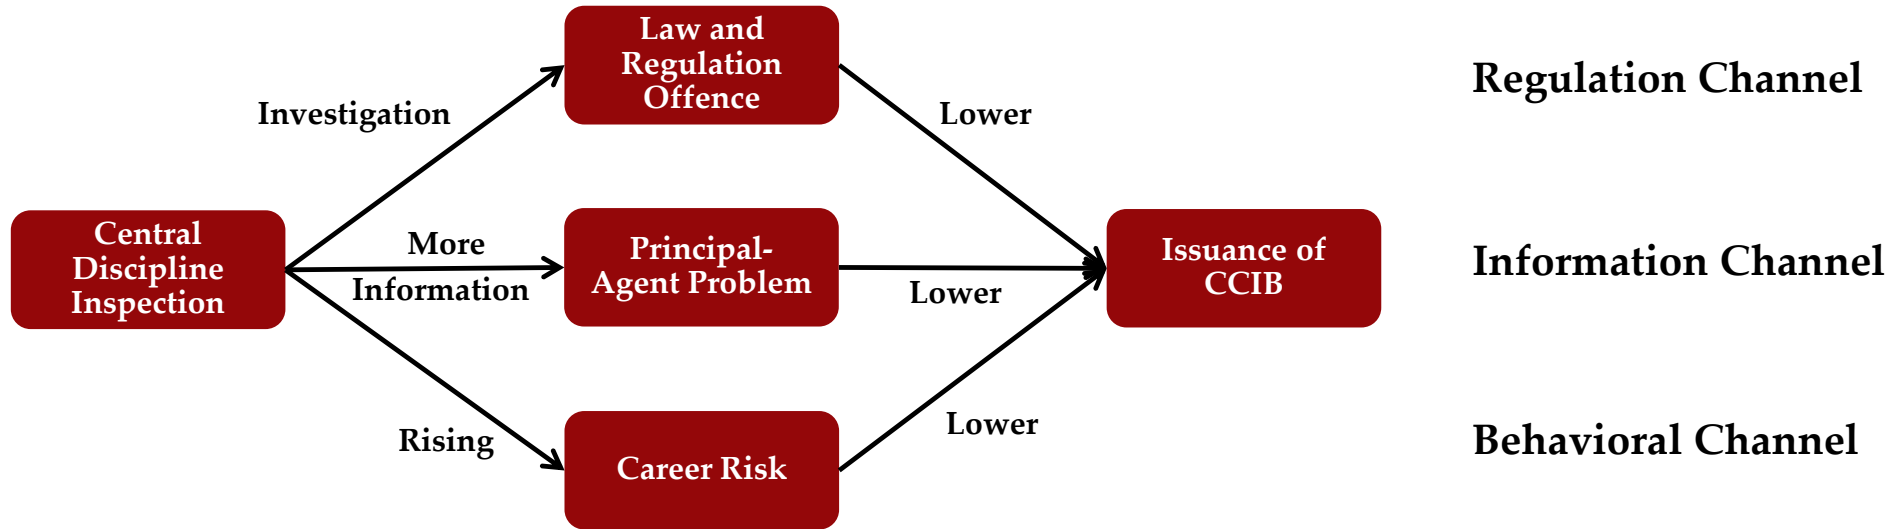 Law and
Regulation
Offence
Regulation Channel
Investigation
Lower
Central
Discipline
Inspection
More
Information
Principal-
Agent Problem
Lower
Issuance of
CCIB
Information Channel
Rising
Career Risk
Lower
Behavioral Channel